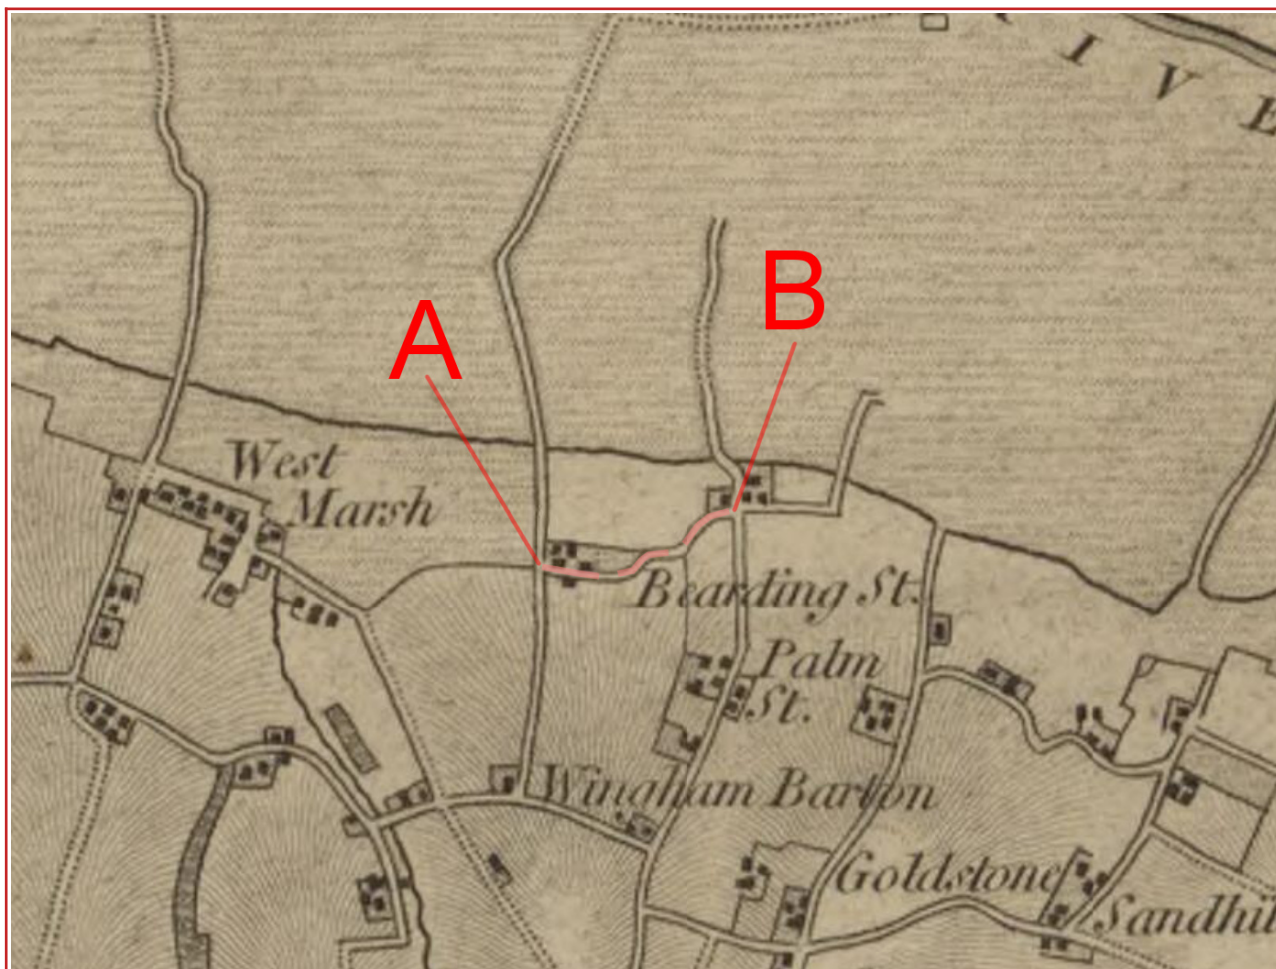 R I V E
B
A
West
Marsh
Bearding St.
Palm
St.
Wingham Barton
Goldstone
Sandhil